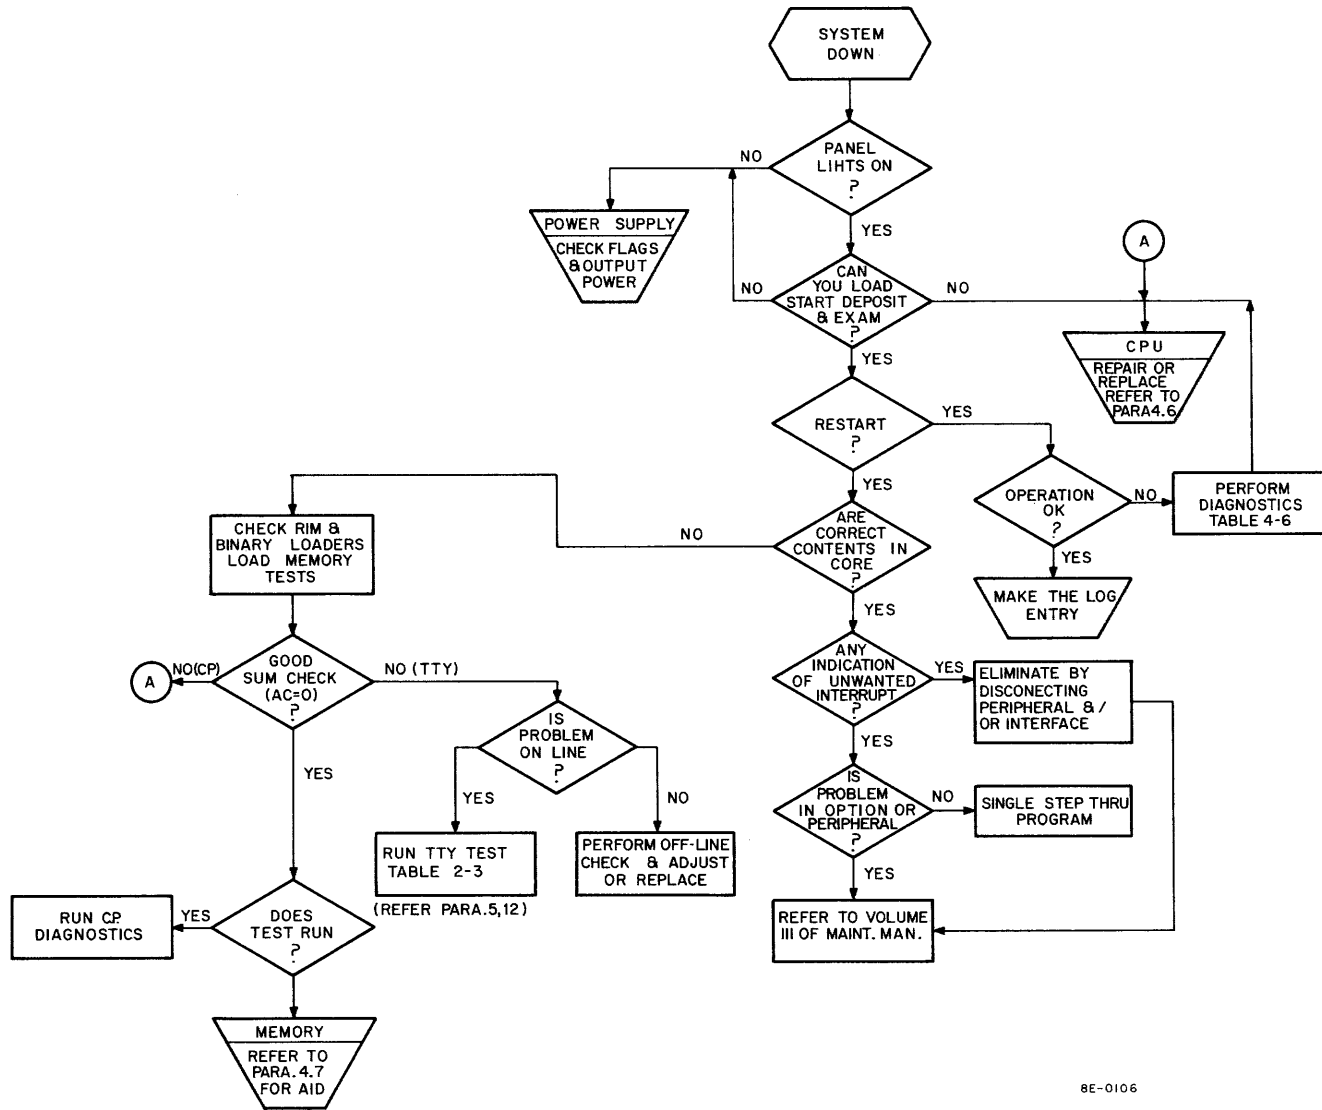 SYSTEM
DOWN
PANEL
LIHTS ON
?
NO
YES
POWER SUPPLY
CHECK FLAGS
& OUTPUT
POWER
CAN
YOU LOAD
START DEPOSIT
& EXAM
?
NO
NO
YES
A
CPU
REPAIR OR
REPLACE
REFER TO
PARA4.6
RESTART
?
YES
YES
OPERATION
OK
?
NO
YES
PERFORM
DIAGNOSTICS
TABLE 4-6
MAKE THE LOG
ENTRY
ARE
CORRECT
CONTENTS IN
CORE
?
NO
YES
CHECK RIM &
BINARY LOADERS
LOAD MEMORY
TESTS
GOOD
SUM CHECK
(AC=0)
?
NO(CP)
A
NO (TTY)
YES
IS
PROBLEM
ON LINE
?
YES
NO
RUN TTY TEST
TABLE 2-3
(REFER PARA.5,12)
PERFORM OFF-LINE
CHECK & ADJUST
OR REPLACE
ANY
INDICATION
OF UNWANTED
INTERRUPT
?
YES
YES
ELIMINATE BY
DISCONECTING
PERIPHERAL &/
OR INTERFACE
IS
PROBLEM
IN OPTION OR
PERIPHERAL
?
NO
YES
SINGLE STEP THRU
PROGRAM
REFER TO VOLUME
III OF MAINT. MAN.
DOES
TEST RUN
?
YES
RUN C.P.
DIAGNOSTICS
MEMORY
REFER TO
PARA.4.7
FOR AID
8E-0106